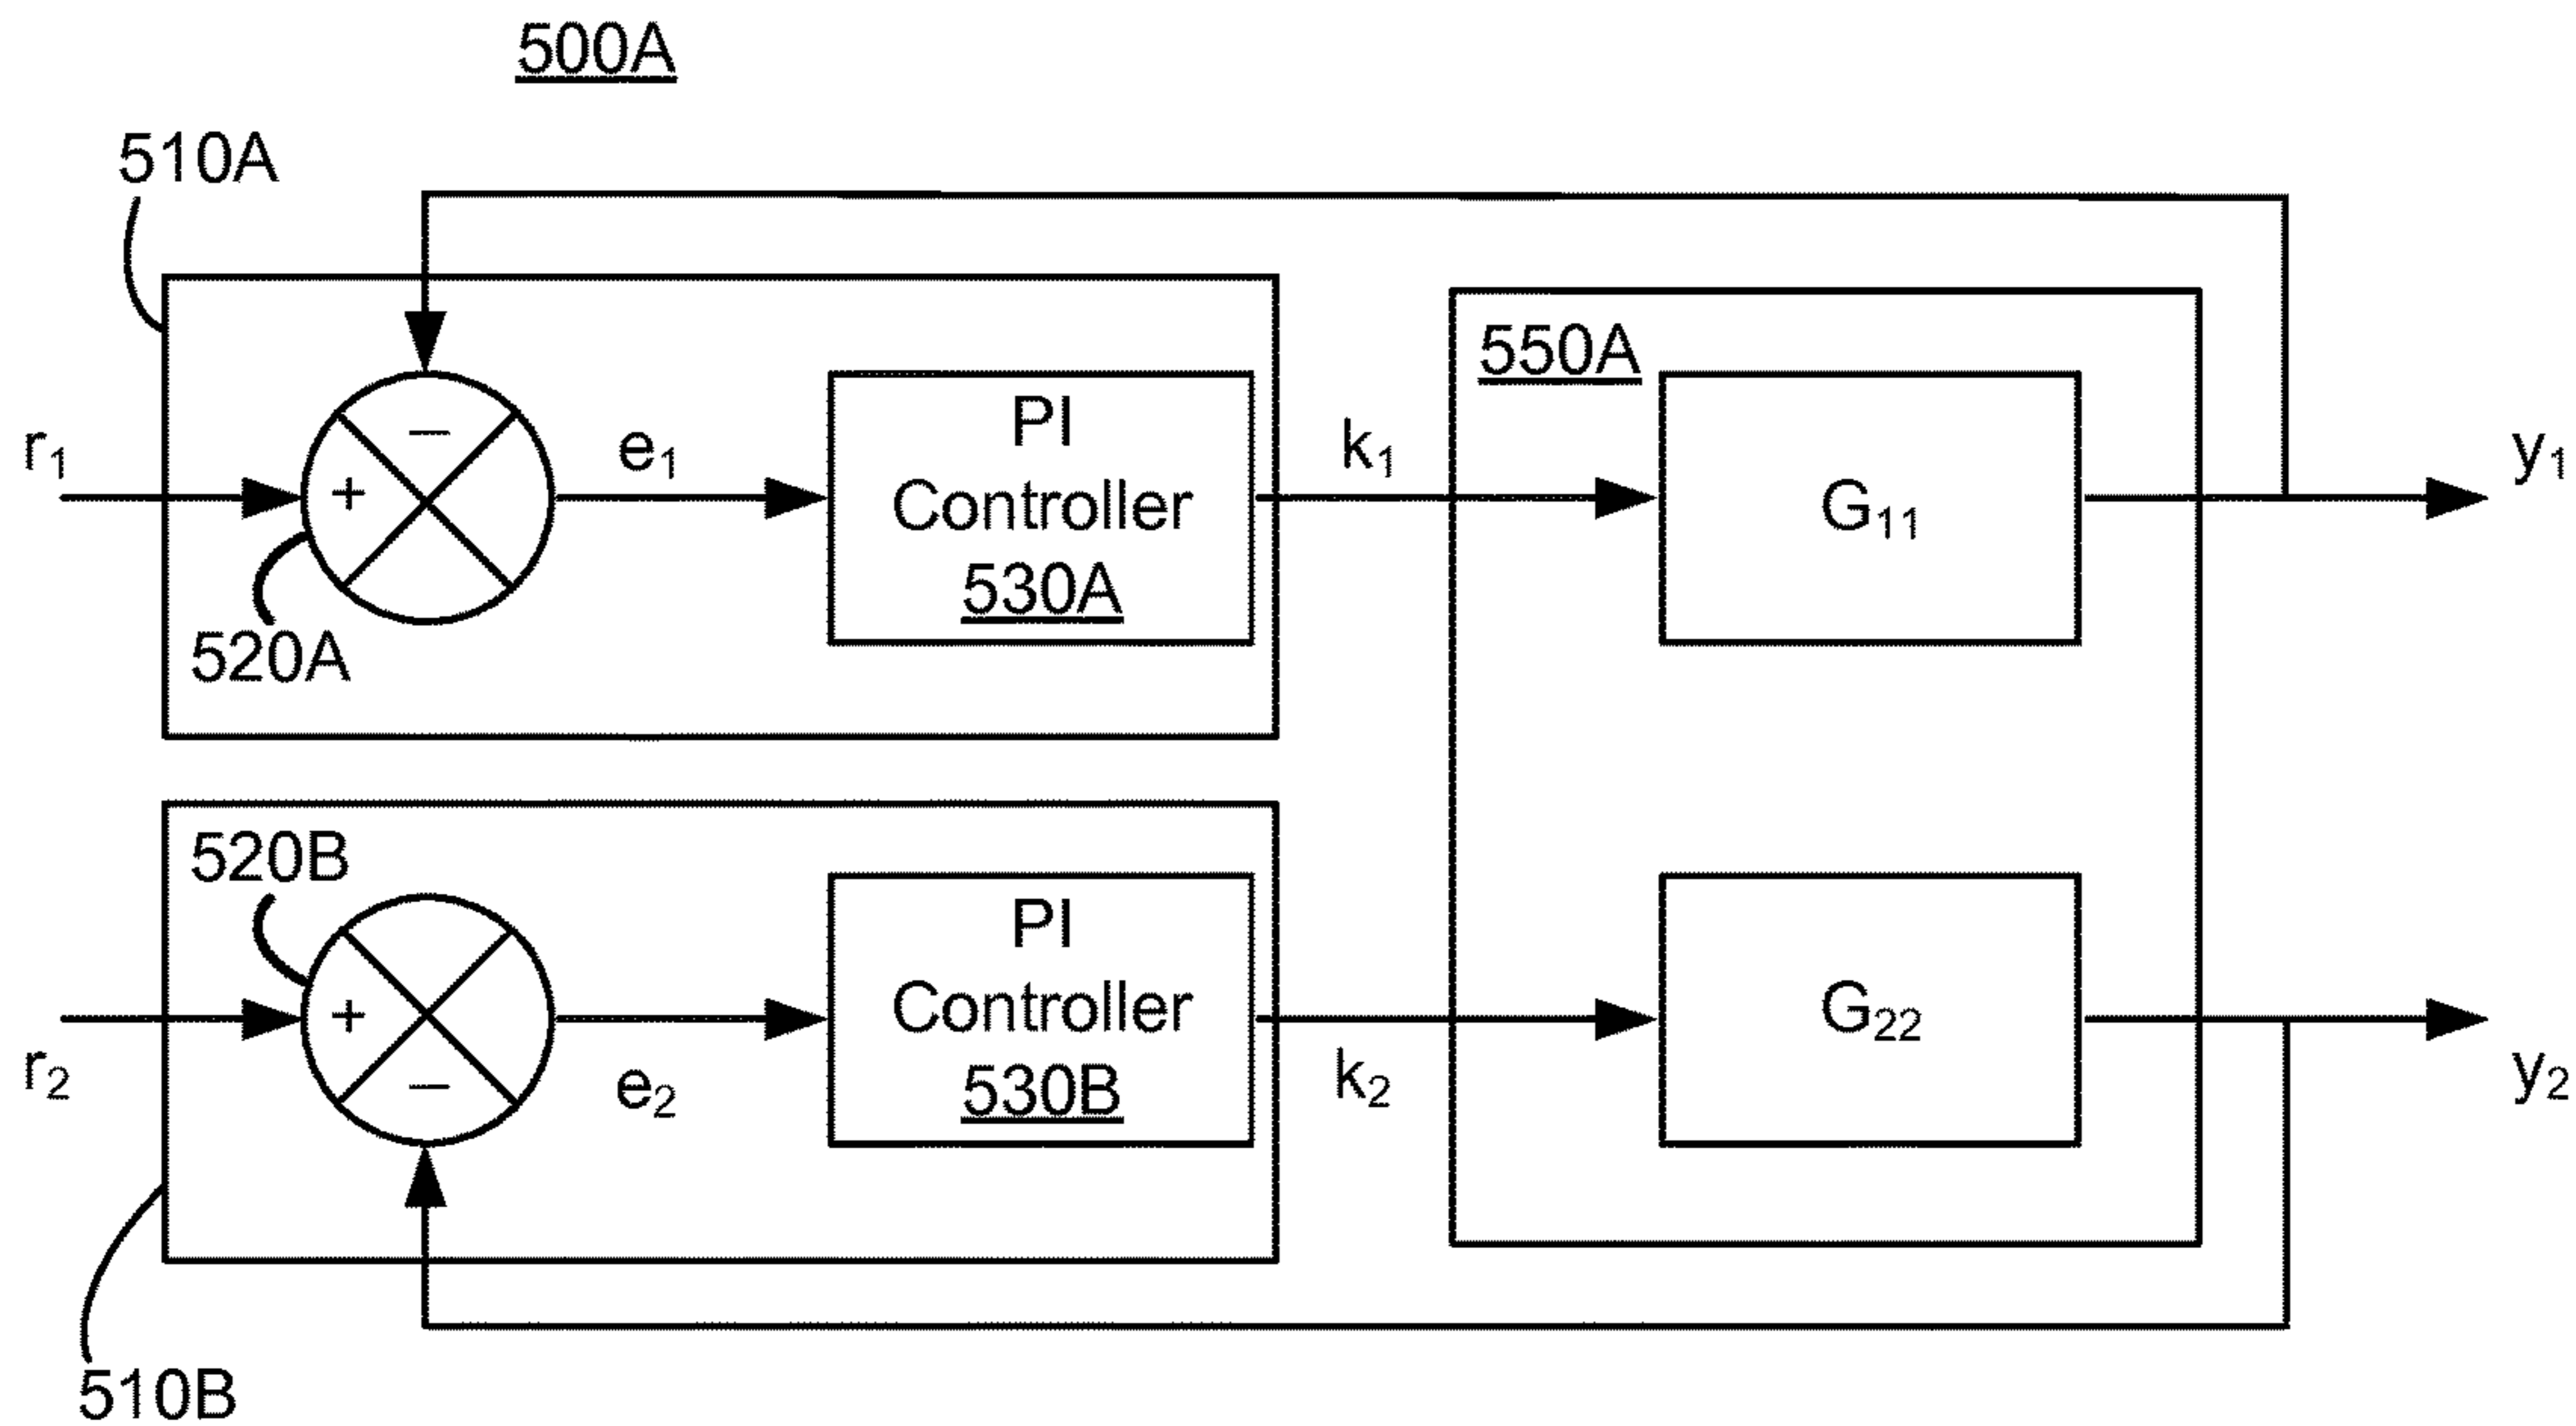 500A
510A
550A
r₁
−
+
e₁
PI
Controller
530A
k₁
G₁₁
y₁
520A
520B
r₂
+
−
e₂
PI
Controller
530B
k₂
G₂₂
y₂
510B